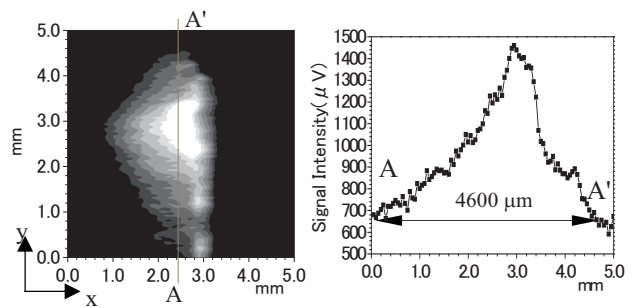 A'
5.0
4.0
3.0
2.0
1.0
0.0
mm
y
x
0.0 1.0 2.0 3.0 4.0 5.0
mm
A
Signal Intensity(μV)
1500
1400
1300
1200
1100
1000
900
800
700
600
500
A
A'
4600 μm
0.0 1.0 2.0 3.0 4.0 5.0
mm